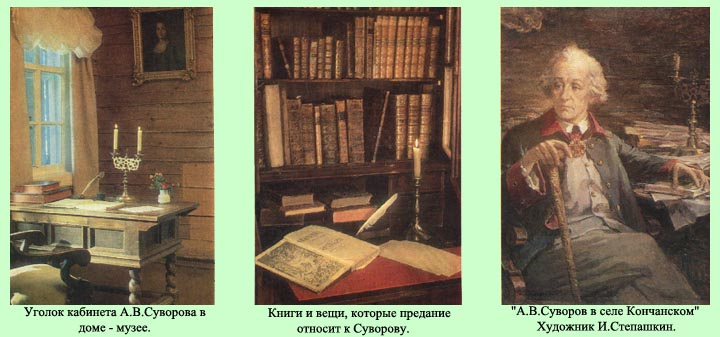 Уголок кабинета А.В.Суворова в
доме - музее.
Книги и вещи, которые предание
относит к Суворову.
"А.В.Суворов в селе Кончанском"
Художник И.Степашкин.